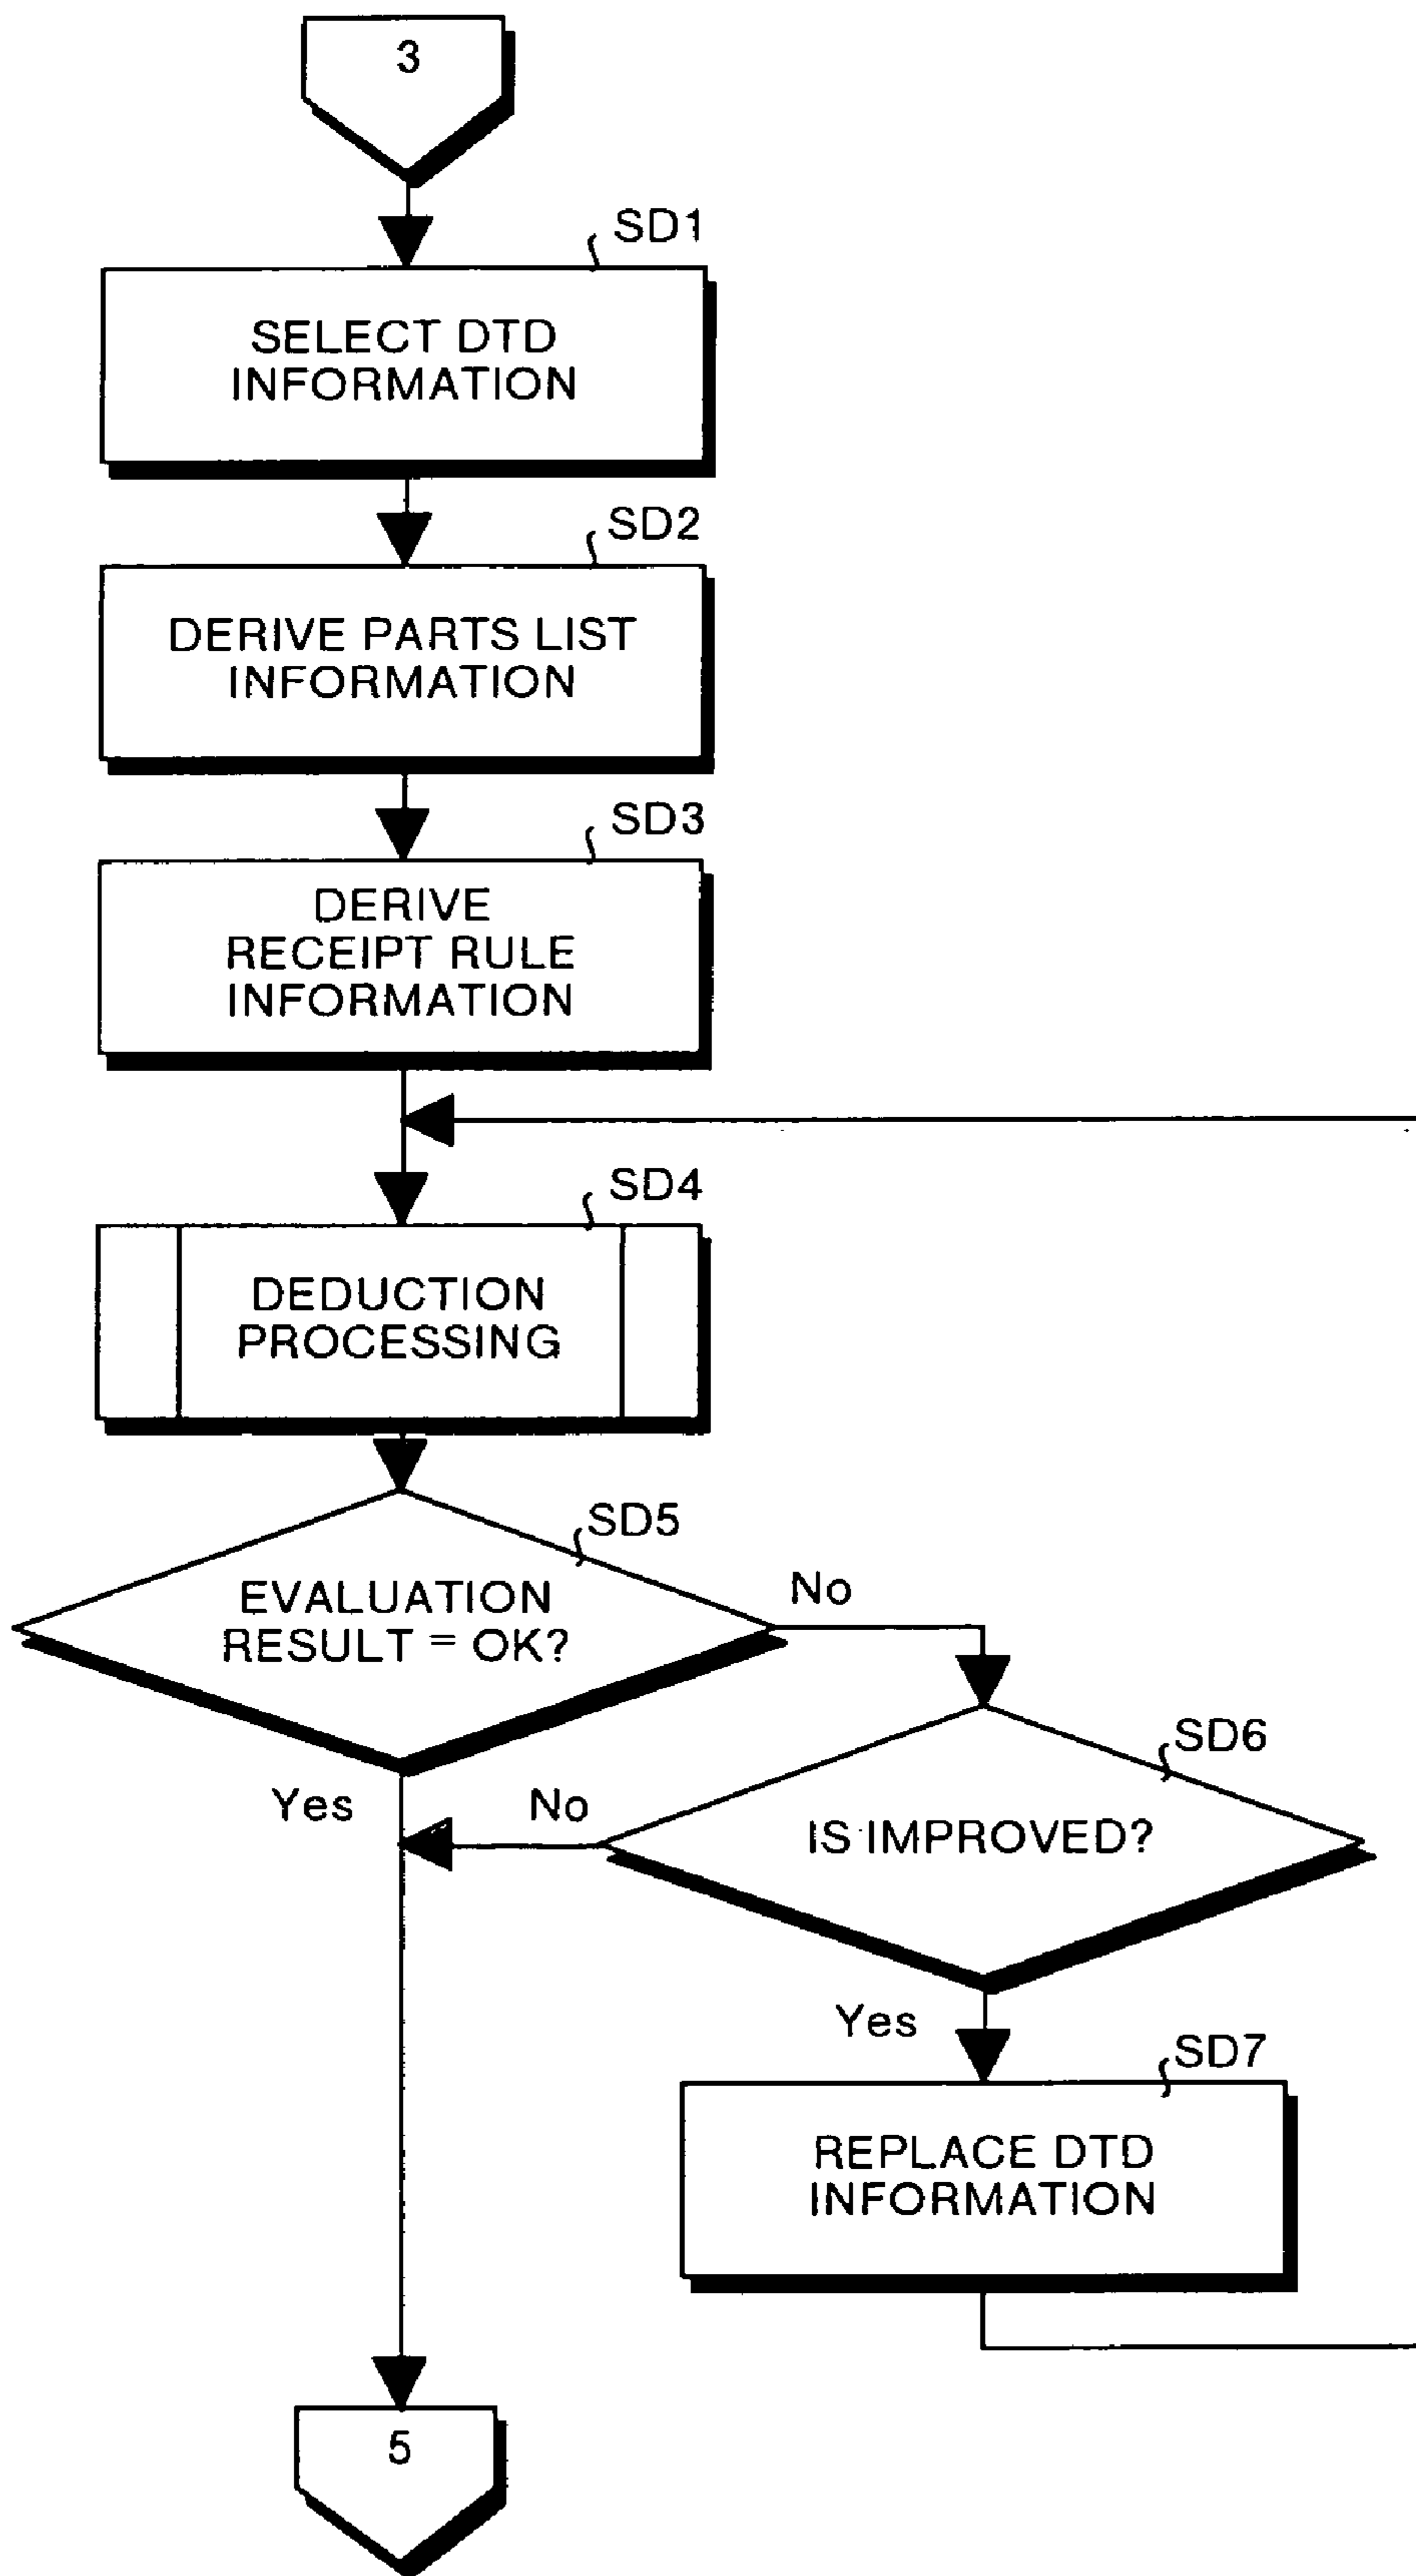 3
SD1
SELECT DTD
INFORMATION
SD2
DERIVE PARTS LIST
INFORMATION
SD3
DERIVE
RECEIPT RULE
INFORMATION
SD4
DEDUCTION
PROCESSING
SD5
EVALUATION
RESULT = OK?
No
SD6
Yes
No
IS IMPROVED?
Yes
SD7
REPLACE DTD
INFORMATION
5